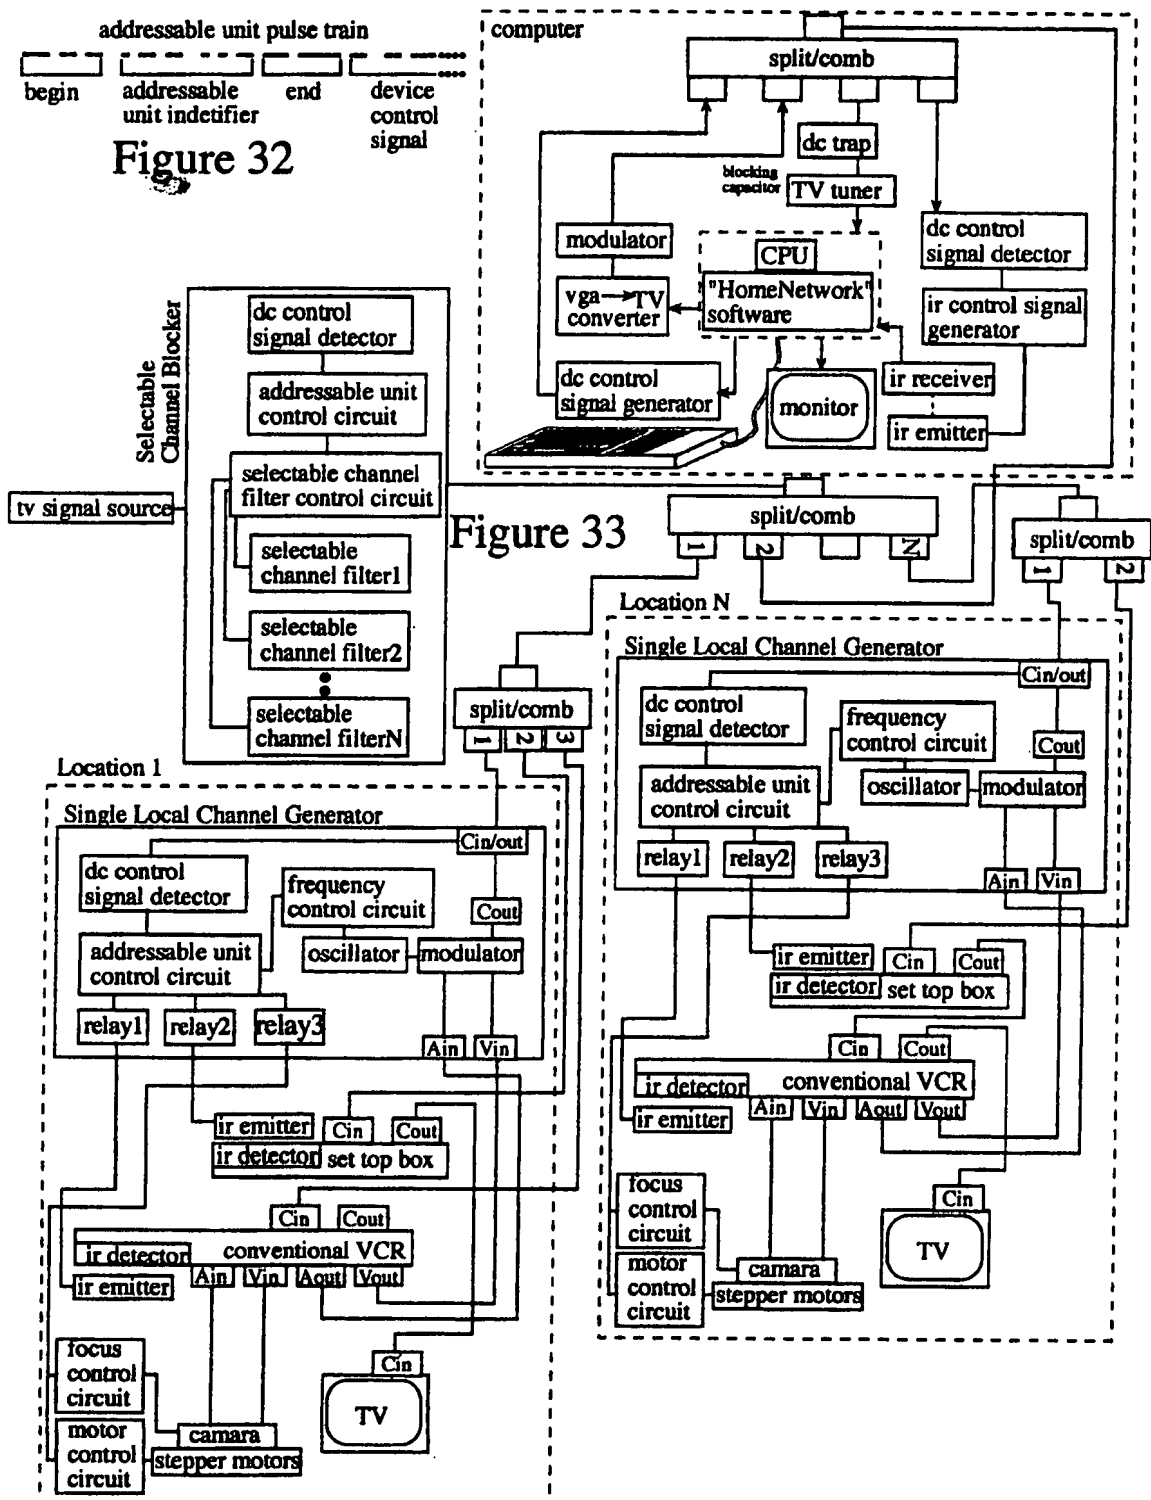 addressable unit pulse train
begin
addressable
unit indetifier
end
device
control
signal
Figure 32
computer
split/comb
dc trap
blocking
capacitor
TV tuner
modulator
CPU
"HomeNetwork"
software
vga→TV
converter
dc control
signal detector
ir control signal
generator
dc control
signal generator
monitor
ir receiver
ir emitter
Selectable
Channel Blocker
dc control
signal detector
addressable unit
control circuit
selectable channel
filter control circuit
tv signal source
selectable
channel filter1
selectable
channel filter2
selectable
channel filterN
Figure 33
split/comb
1
2
N
split/comb
1
2
split/comb
1
2
3
Location 1
Single Local Channel Generator
Cin/out
dc control
signal detector
frequency
control circuit
Cout
addressable unit
control circuit
oscillator
modulator
relay1
relay2
relay3
Ain
Vin
ir emitter
Cin
Cout
ir detector
set top box
Cin
Cout
ir detector
conventional VCR
Ain
Vin
Aout
Vout
ir emitter
focus
control
circuit
Cin
TV
motor
control
circuit
camara
stepper motors
Location N
Single Local Channel Generator
Cin/out
dc control
signal detector
frequency
control circuit
Cout
addressable unit
control circuit
oscillator
modulator
relay1
relay2
relay3
Ain
Vin
ir emitter
Cin
Cout
ir detector
set top box
Cin
Cout
ir detector
conventional VCR
Ain
Vin
Aout
Vout
ir emitter
focus
control
circuit
Cin
TV
motor
control
circuit
camara
stepper motors